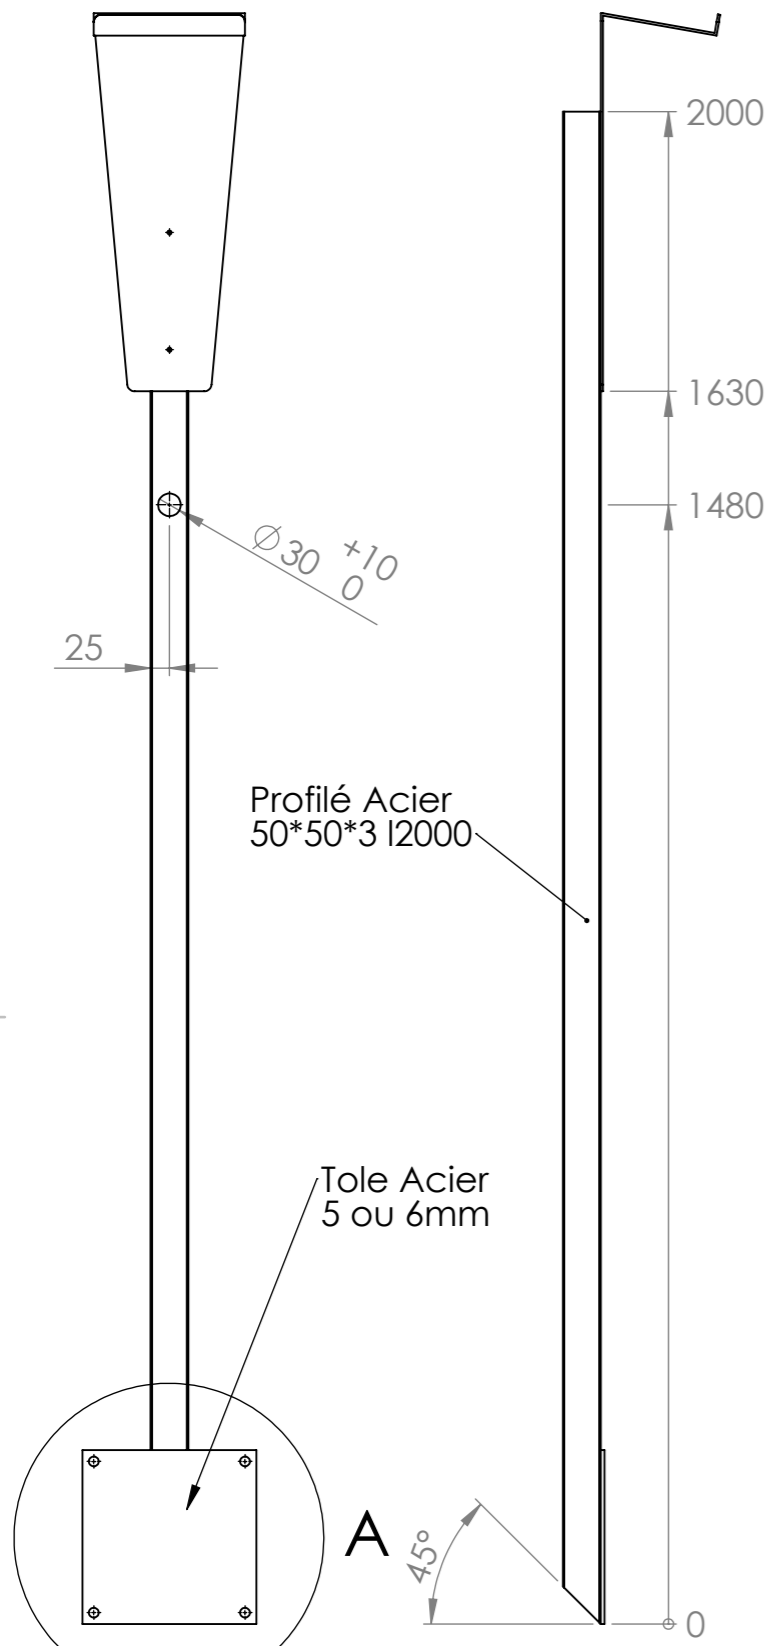 2000
1630
1480
Ø30 +10
0
25
Profilé Acier
50*50*3 l2000
Tole Acier
5 ou 6mm
A
45°
0